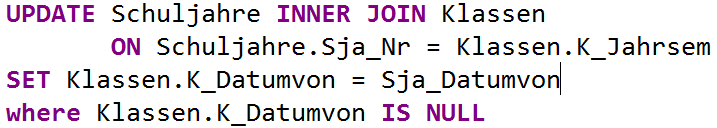 UPDATE Schuljahre INNER JOIN Klassen
ON Schuljahre.Sja_Nr = Klassen.K_Jahrsem
SET Klassen.K_Datumvon = Sja_Datumvon
where Klassen.K_Datumvon IS NULL